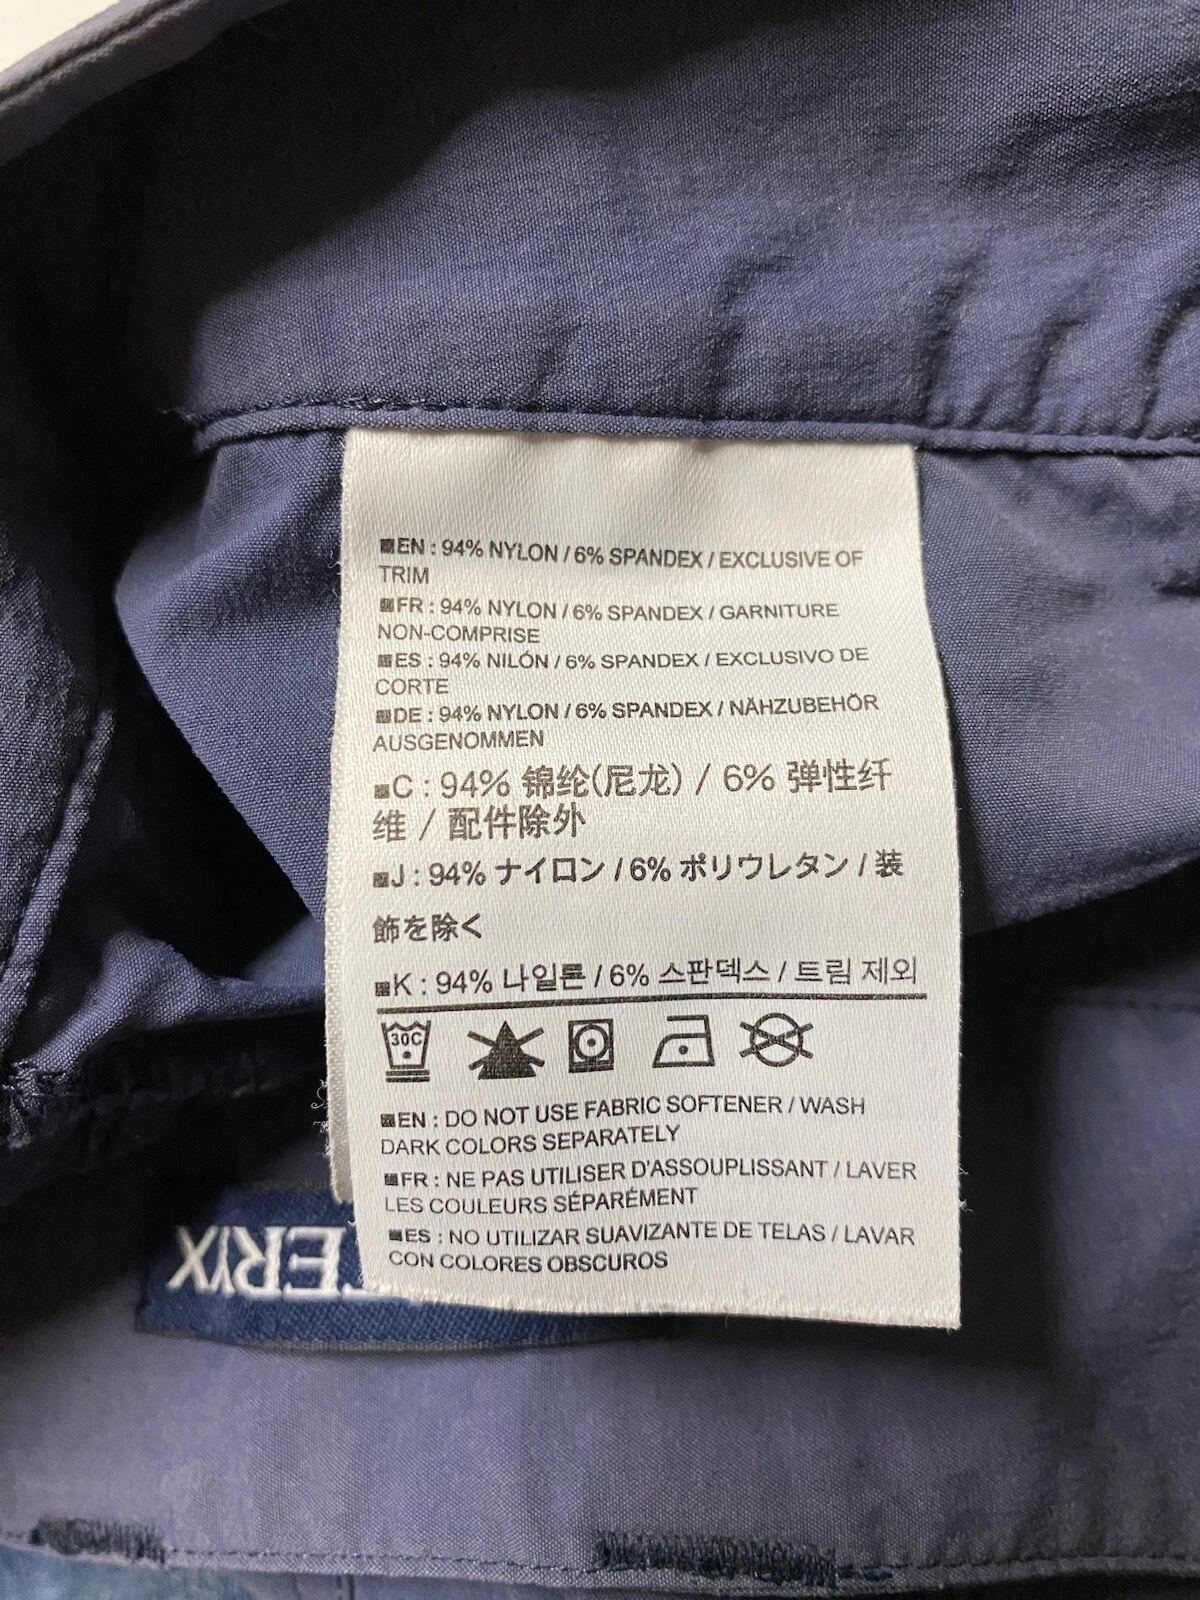 EN : 94% NYLON / 6% SPANDEX / EXCLUSIVE OF
TRIM
FR : 94% NYLON / 6% SPANDEX / GARNITURE
NON-COMPRISE
ES : 94% NILÓN / 6% SPANDEX / EXCLUSIVO DE
CORTE
DE : 94% NYLON / 6% SPANDEX / NÄHZUBEHÖR
AUSGENOMMEN
C : 94% 锦纶(尼龙) / 6% 弹性纤
维 / 配件除外
J : 94% ナイロン / 6% ポリウレタン / 装
飾を除く
K : 94% 나일론 / 6% 스판덱스 / 트림 제외
30C
EN : DO NOT USE FABRIC SOFTENER / WASH
DARK COLORS SEPARATELY
FR : NE PAS UTILISER D'ASSOUPLISSANT / LAVER
LES COULEURS SÉPARÉMENT
ES : NO UTILIZAR SUAVIZANTE DE TELAS / LAVAR
CON COLORES OBSCUROS
TERYX